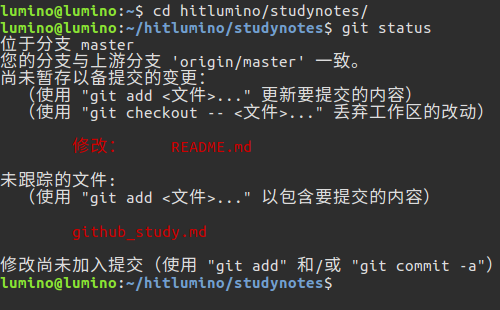 lumino@lumino:~$ cd hitlumino/studynotes/
lumino@lumino:~/hitlumino/studynotes$ git status
位于分支 master
您的分支与上游分支 'origin/master' 一致。
尚未暂存以备提交的变更：
（使用 "git add <文件>..." 更新要提交的内容）
（使用 "git checkout -- <文件>..." 丢弃工作区的改动）
修改： README.md
未跟踪的文件:
（使用 "git add <文件>..." 以包含要提交的内容）
github_study.md
修改尚未加入提交（使用 "git add" 和/或 "git commit -a"）
lumino@lumino:~/hitlumino/studynotes$